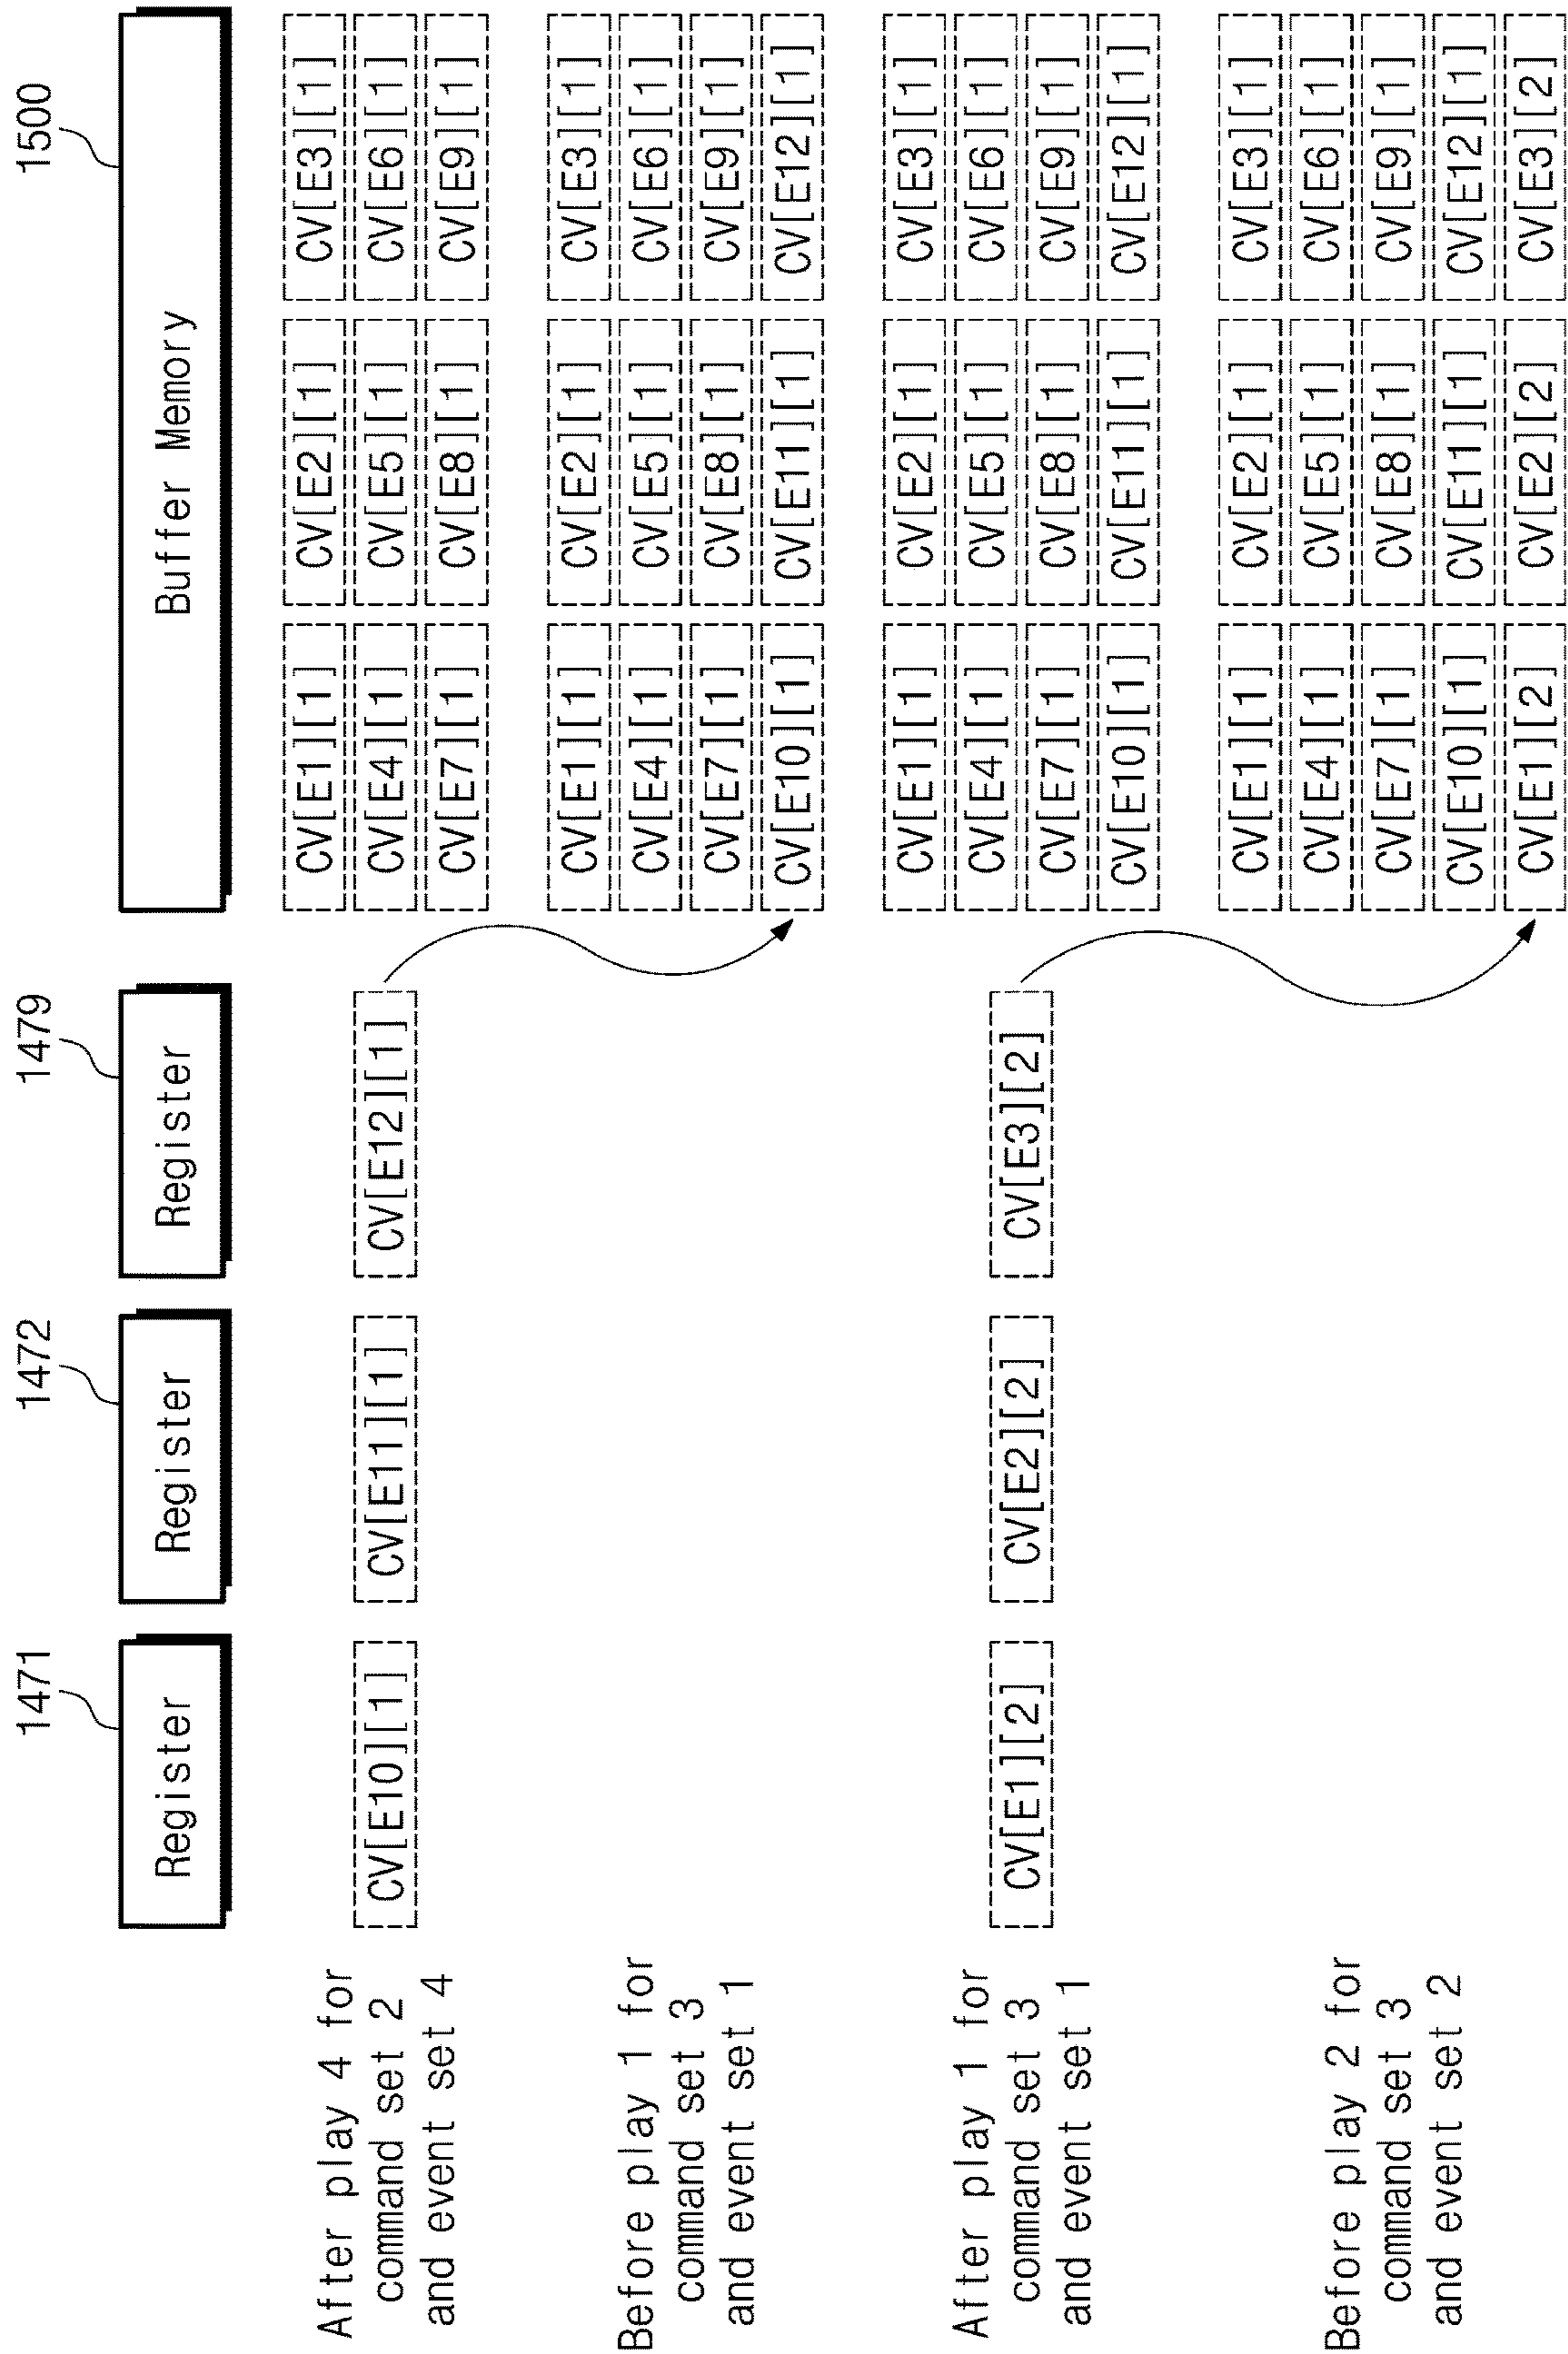 1471
1472
1479
1500
Register
Register
Register
Buffer Memory
After play 4 for
command set 2
and event set 4
CV[E10][1]
CV[E11][1]
CV[E12][1]
CV[E1][1]
CV[E2][1]
CV[E3][1]
CV[E4][1]
CV[E5][1]
CV[E6][1]
CV[E7][1]
CV[E8][1]
CV[E9][1]
Before play 1 for
command set 3
and event set 1
CV[E1][1]
CV[E2][1]
CV[E3][1]
CV[E4][1]
CV[E5][1]
CV[E6][1]
CV[E7][1]
CV[E8][1]
CV[E9][1]
CV[E10][1]
CV[E11][1]
CV[E12][1]
After play 1 for
command set 3
and event set 1
CV[E1][2]
CV[E2][2]
CV[E3][2]
CV[E1][1]
CV[E2][1]
CV[E3][1]
CV[E4][1]
CV[E5][1]
CV[E6][1]
CV[E7][1]
CV[E8][1]
CV[E9][1]
CV[E10][1]
CV[E11][1]
CV[E12][1]
Before play 2 for
command set 3
and event set 2
CV[E1][1]
CV[E2][1]
CV[E3][1]
CV[E4][1]
CV[E5][1]
CV[E6][1]
CV[E7][1]
CV[E8][1]
CV[E9][1]
CV[E10][1]
CV[E11][1]
CV[E12][1]
CV[E1][2]
CV[E2][2]
CV[E3][2]